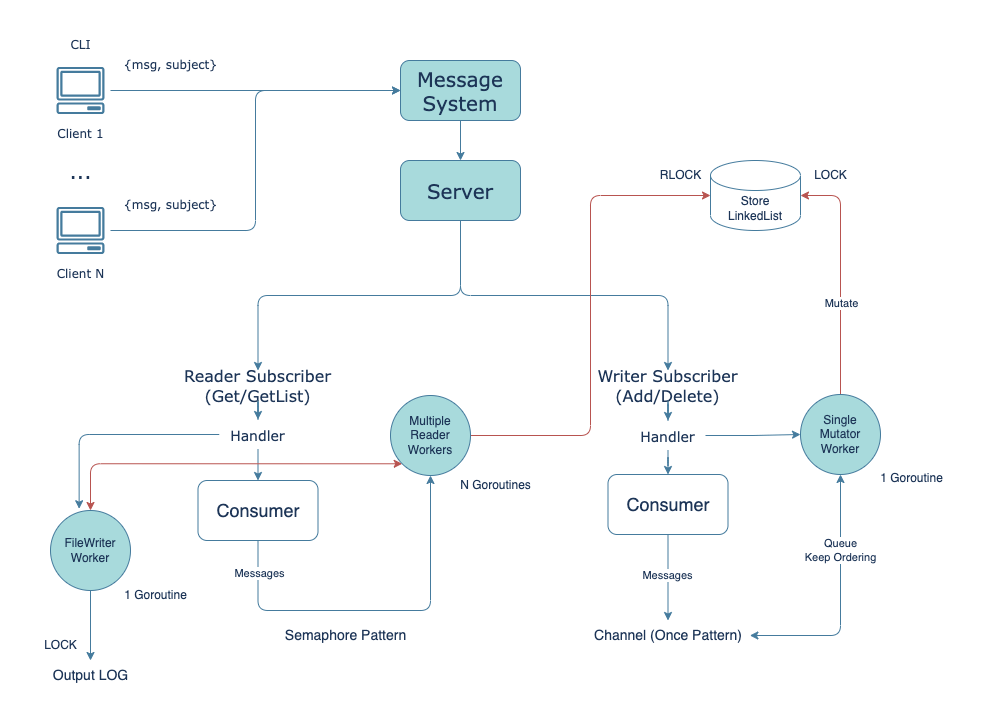 CLI
{msg, subject}
Client 1
...
{msg, subject}
Client N
Message
System
Server
RLOCK
LOCK
Store
LinkedList
Mutate
Reader Subscriber
(Get/GetList)
Handler
Multiple
Reader
Workers
N Goroutines
Consumer
Messages
Semaphore Pattern
FileWriter
Worker
1 Goroutine
LOCK
Output LOG
Writer Subscriber
(Add/Delete)
Handler
Single
Mutator
Worker
1 Goroutine
Consumer
Messages
Queue
Keep Ordering
Channel (Once Pattern)